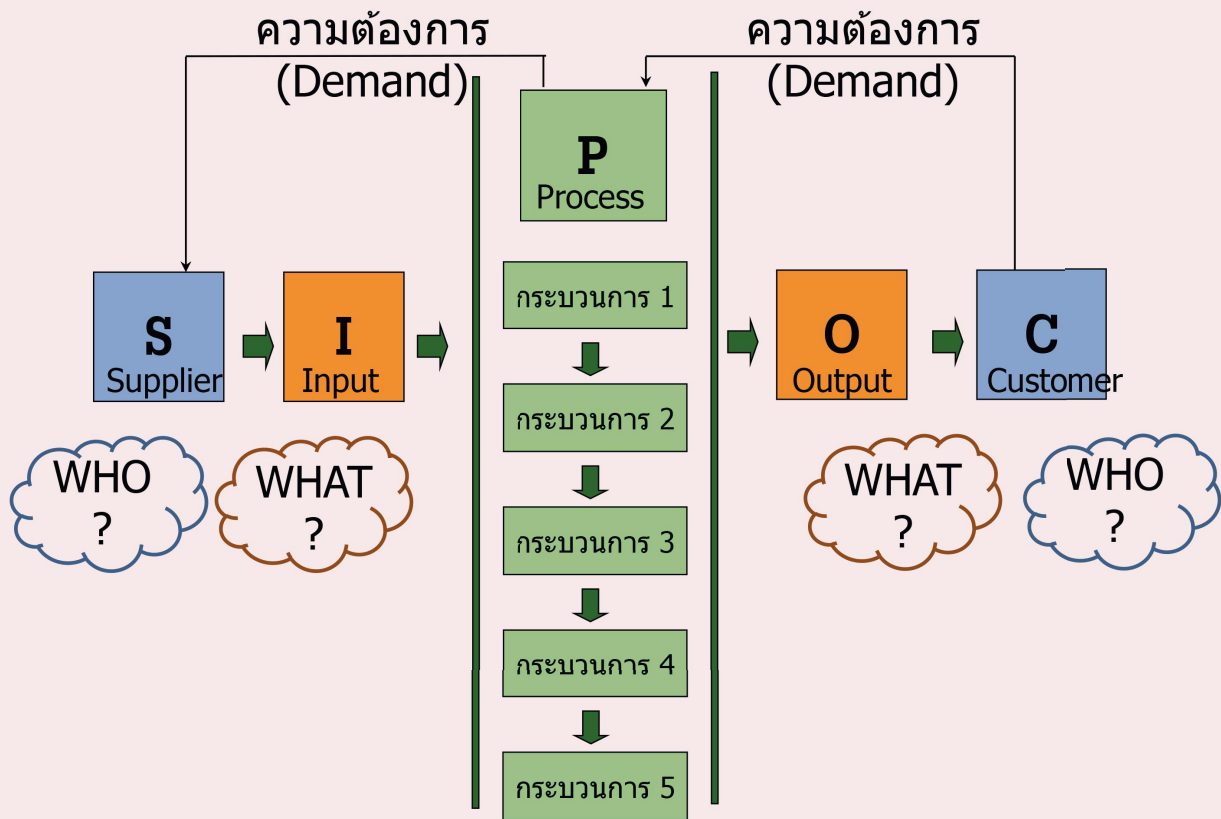 ความต้องการ
(Demand)
ความต้องการ
(Demand)
P
Process
S
Supplier
I
Input
กระบวนการ 1
กระบวนการ 2
กระบวนการ 3
กระบวนการ 4
กระบวนการ 5
O
Output
C
Customer
WHO
?
WHAT
?
WHAT
?
WHO
?